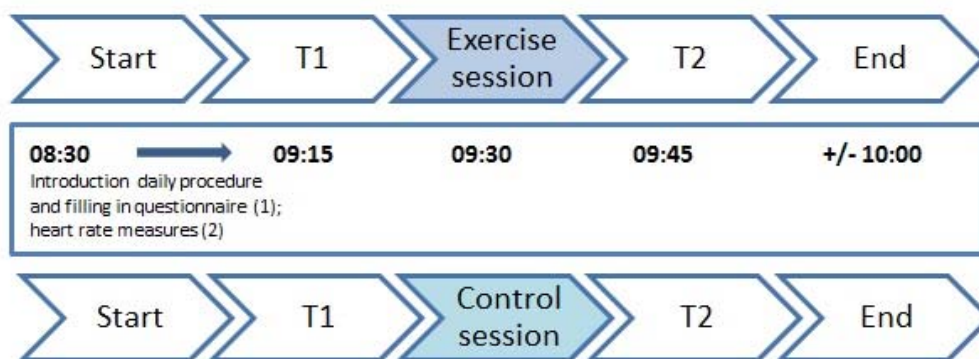 Start
T1
Exercise
session
T2
End
08:30 09:15 09:30 09:45 +/- 10:00
Introduction daily procedure
and filling in questionnaire (1);
heart rate measures (2)
Start
T1
Control
session
T2
End